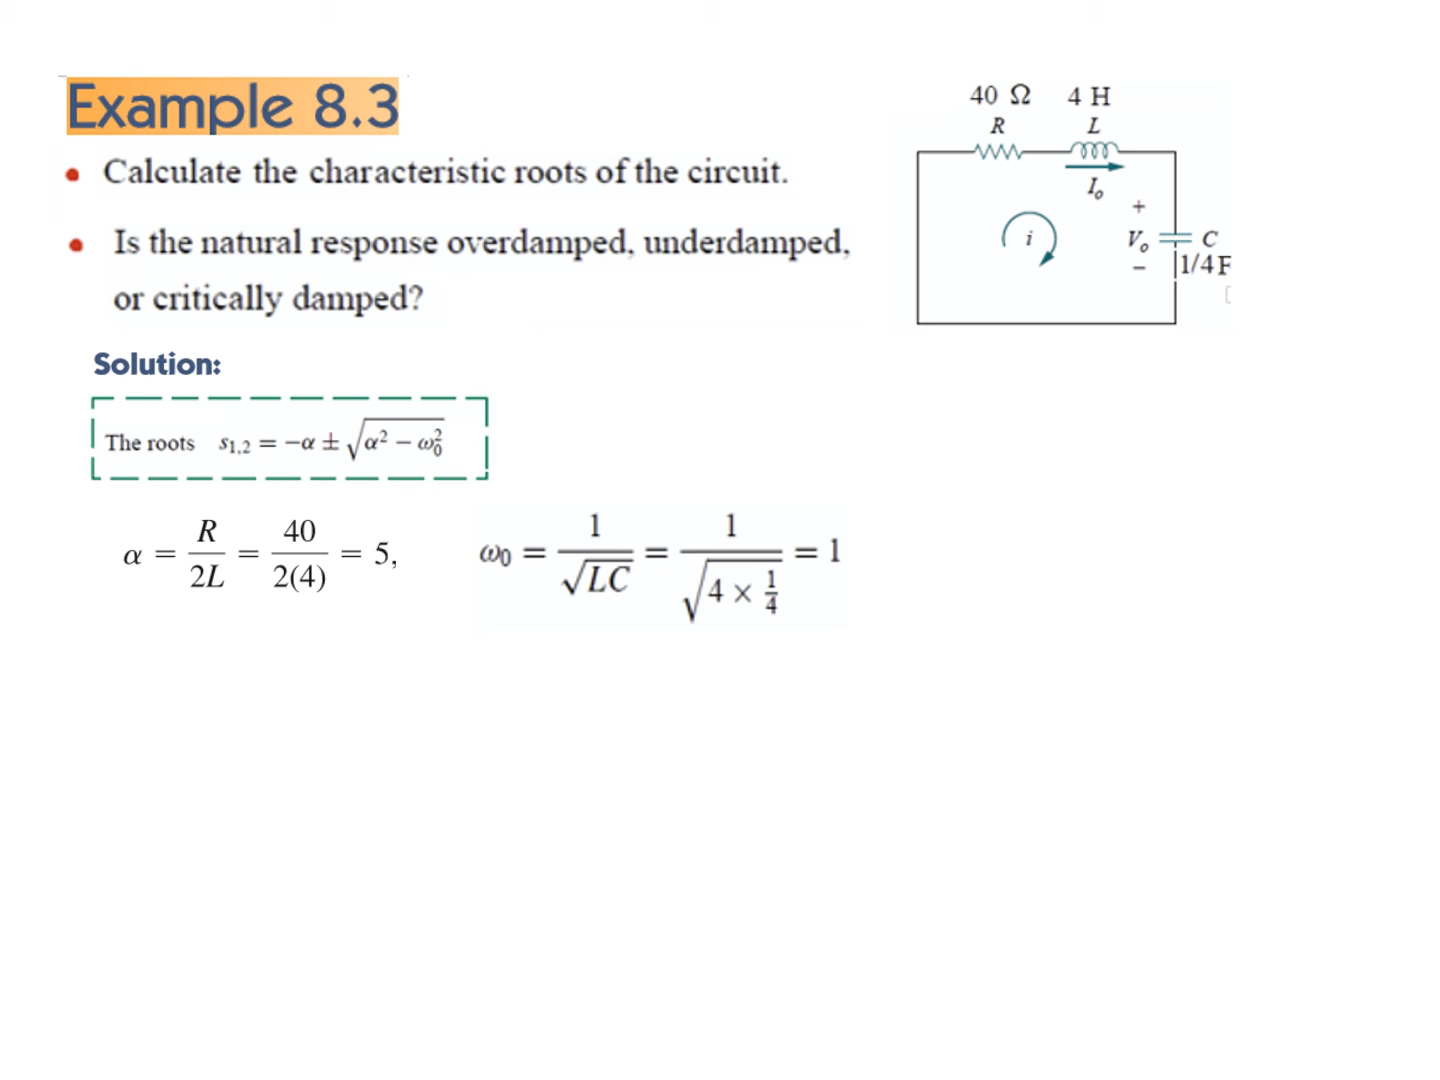 Example 8.3
• Calculate the characteristic roots of the circuit.
• Is the natural response overdamped, underdamped,
or critically damped?
40 Ω 4 H
R L
I₀
i
+
V₀ C
− 1/4 F
Solution:
The roots s₁,₂ = −α ± √(α² − ω₀²)
α = R/2L = 40/2(4) = 5, ω₀ = 1/√LC = 1/√(4 × 1/4) = 1